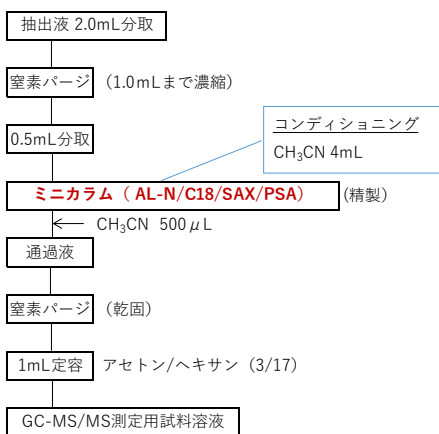 抽出液 2.0mL分取
窒素パージ (1.0mLまで濃縮)
コンディショニング
CH₃CN 4mL
0.5mL分取
ミニカラム（ AL-N/C18/SAX/PSA） (精製)
CH₃CN 500μL
通過液
窒素パージ (乾固)
1mL定容 アセトン/ヘキサン（3/17）
GC-MS/MS測定用試料溶液